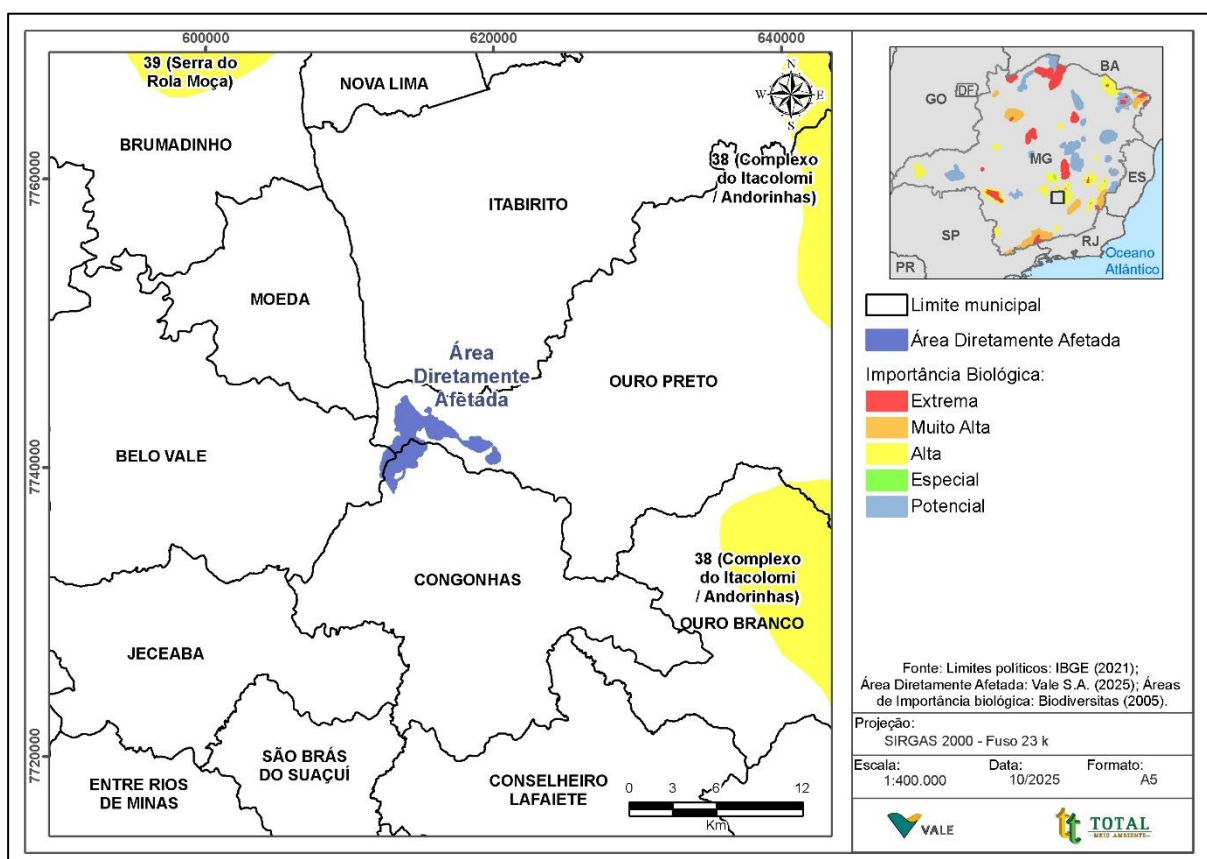 600000
620000
640000
7760000
7740000
7720000
39 (Serra do
Rola Moça)
NOVA LIMA
N
W
E
S
BRUMADINHO
38 (Complexo
do Itacolomi
/ Andorinhas)
ITABIRITO
MOEDA
Área
Diretamente
Afetada
OURO PRETO
BELO VALE
38 (Complexo
do Itacolomi
/ Andorinhas)
CONGONHAS
OURO BRANCO
JECEABA
SÃO BRÁS
DO SUAÇUÍ
ENTRE RIOS
DE MINAS
CONSELHEIRO
LAFAIETE
0 3 6 12
Km
BA
GO
DF
MG
ES
SP
RJ
PR
Oceano
Atlântico
Limite municipal
Área Diretamente Afetada
Importância Biológica:
Extrema
Muito Alta
Alta
Especial
Potencial
Fonte: Limites políticos: IBGE (2021);
Área Diretamente Afetada: Vale S.A. (2025); Áreas
de Importância biológica: Biodiversitas (2005).
Projeção:
SIRGAS 2000 - Fuso 23 k
Escala: Data: Formato:
1:400.000 10/2025 A5
VALE
TOTAL
MEIO AMBIENTE